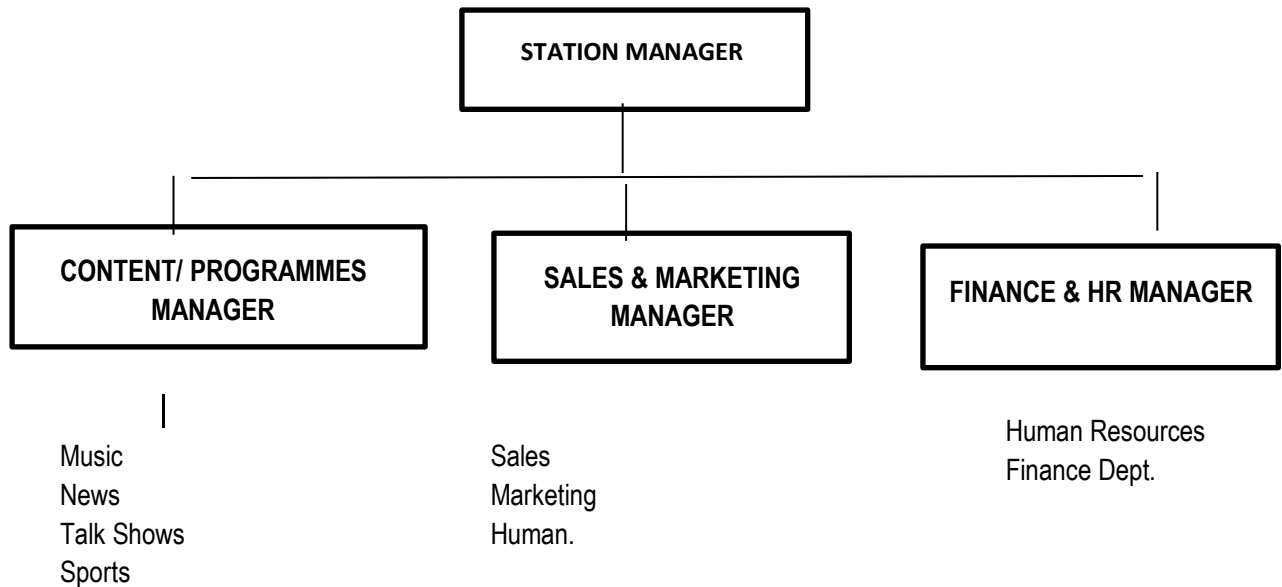 STATION MANAGER
CONTENT/ PROGRAMMES
MANAGER
SALES & MARKETING
MANAGER
FINANCE & HR MANAGER
Music
News
Talk Shows
Sports
Sales
Marketing
Human.
Human Resources
Finance Dept.